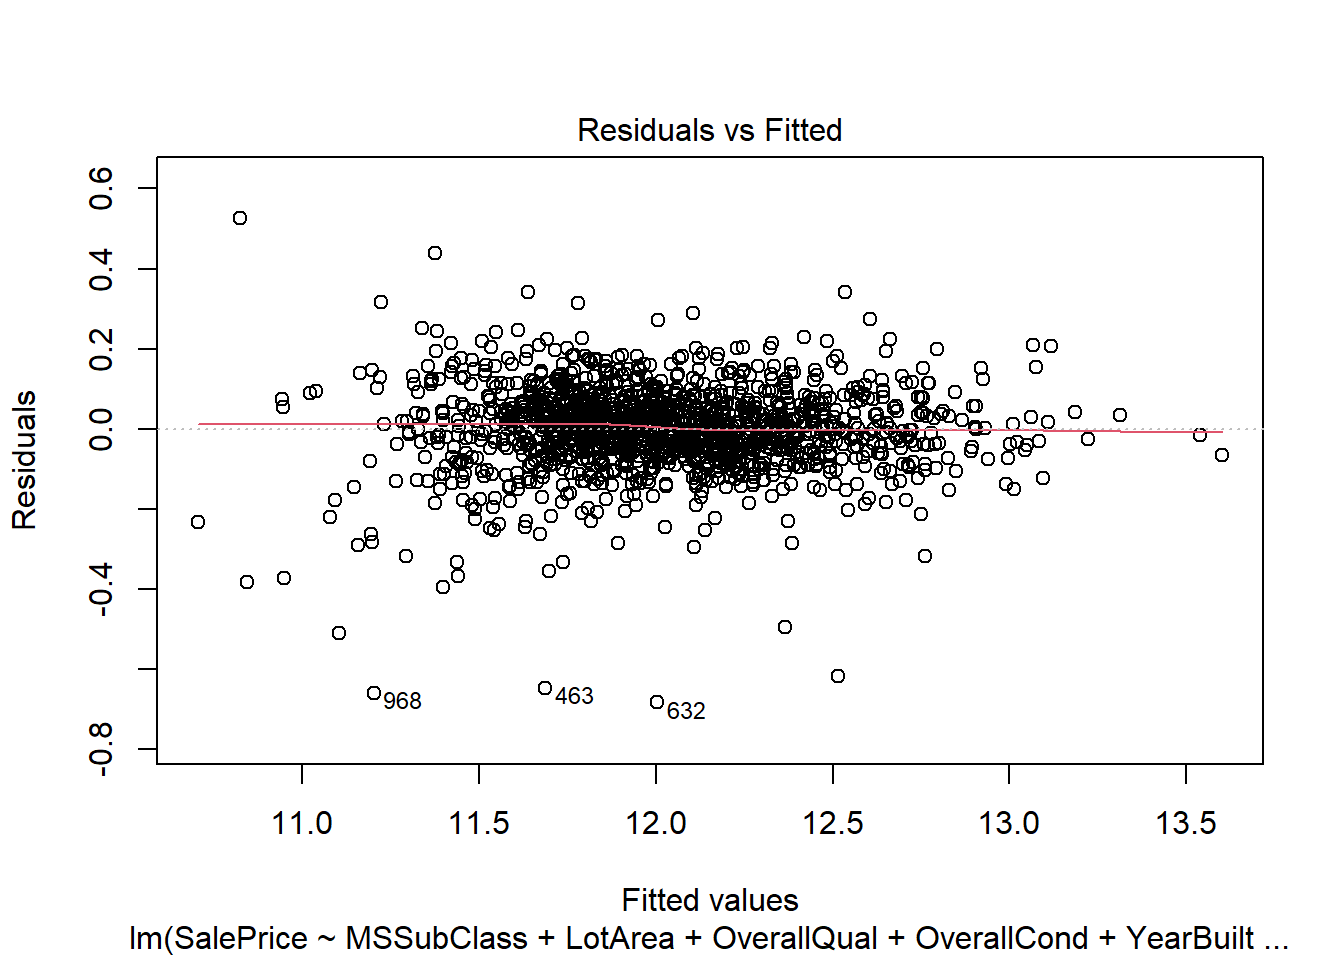 Residuals vs Fitted
Residuals
0.6
0.4
0.2
0.0
-0.4
-0.8
968
463
632
11.0 11.5 12.0 12.5 13.0 13.5
Fitted values
lm(SalePrice ~ MSSubClass + LotArea + OverallQual + OverallCond + YearBuilt ...